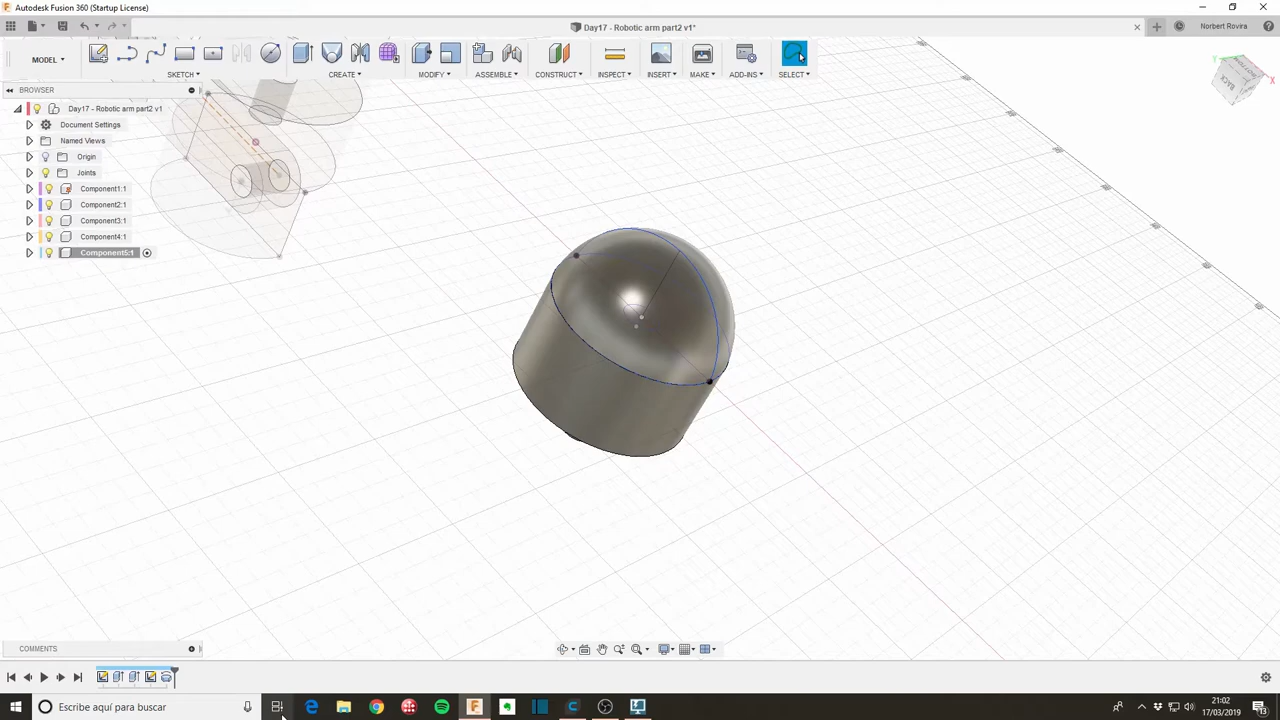 Autodesk Fusion 360 (Startup License)
Day17 - Robotic arm part2 v1*
Norbert Rovira
MODEL
SKETCH
CREATE
MODIFY
ASSEMBLE
CONSTRUCT
INSPECT
INSERT
MAKE
ADD-INS
SELECT
BROWSER
Day17 - Robotic arm part2 v1
Document Settings
Named Views
Origin
Joints
Component1:1
Component2:1
Component3:1
Component4:1
Component5:1
Y
X
BACK
COMMENTS
Escribe aquí para buscar
21:02
17/03/2019